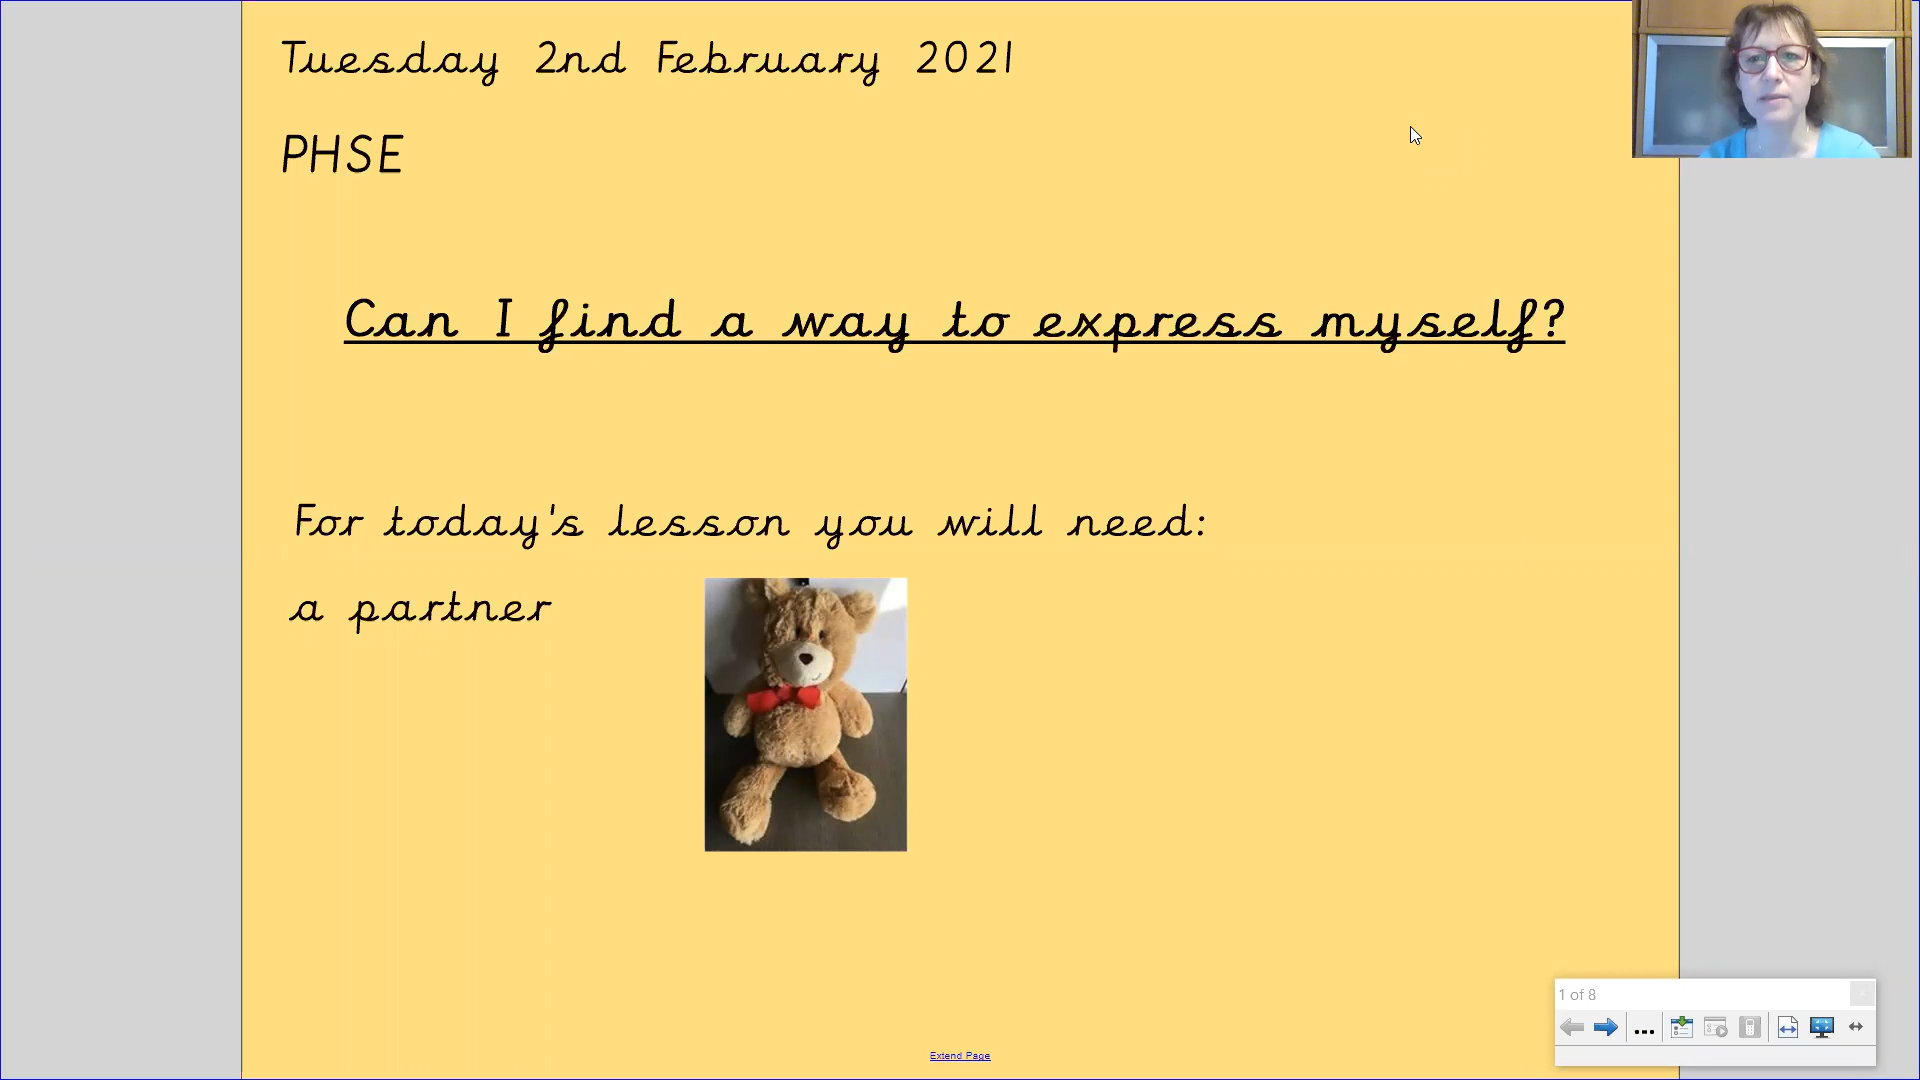 Tuesday 2nd February 2021
PHSE
Can I find a way to express myself?
For today's lesson you will need:
a partner
1 of 8
Extend Page